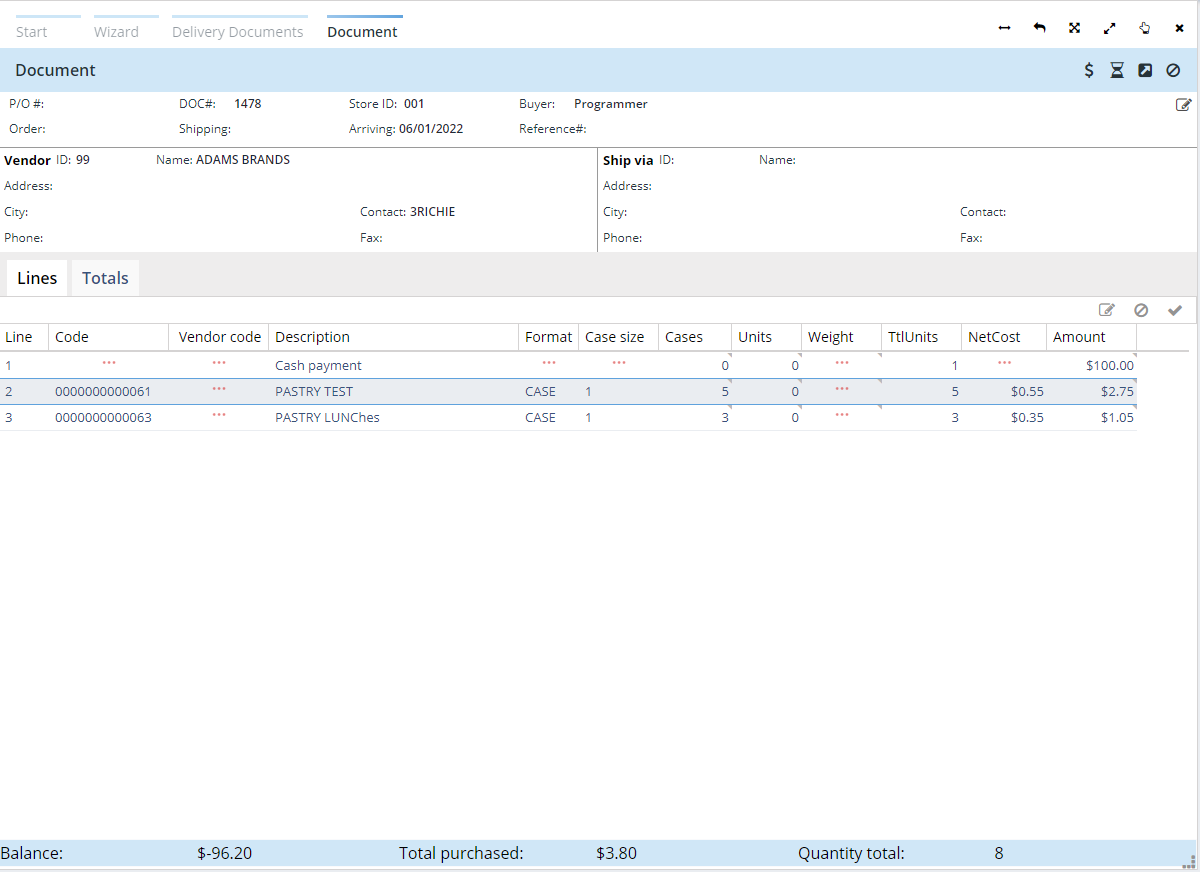 Start Wizard Delivery Documents Document
Document
P/O #: DOC#: 1478 Store ID: 001 Buyer: Programmer
Order: Shipping: Arriving: 06/01/2022 Reference#:
Vendor ID: 99 Name: ADAMS BRANDS Ship via ID: Name:
Address: Address:
City: Contact: 3RICHIE City: Contact:
Phone: Fax: Phone: Fax:
Lines Totals
Line Code Vendor code Description Format Case size Cases Units Weight TtlUnits NetCost Amount
1 *** *** Cash payment *** *** 0 0 *** 1 *** $100.00
2 0000000000061 *** PASTRY TEST CASE 1 5 0 *** 5 $0.55 $2.75
3 0000000000063 *** PASTRY LUNChes CASE 1 3 0 *** 3 $0.35 $1.05
Balance: $-96.20 Total purchased: $3.80 Quantity total: 8